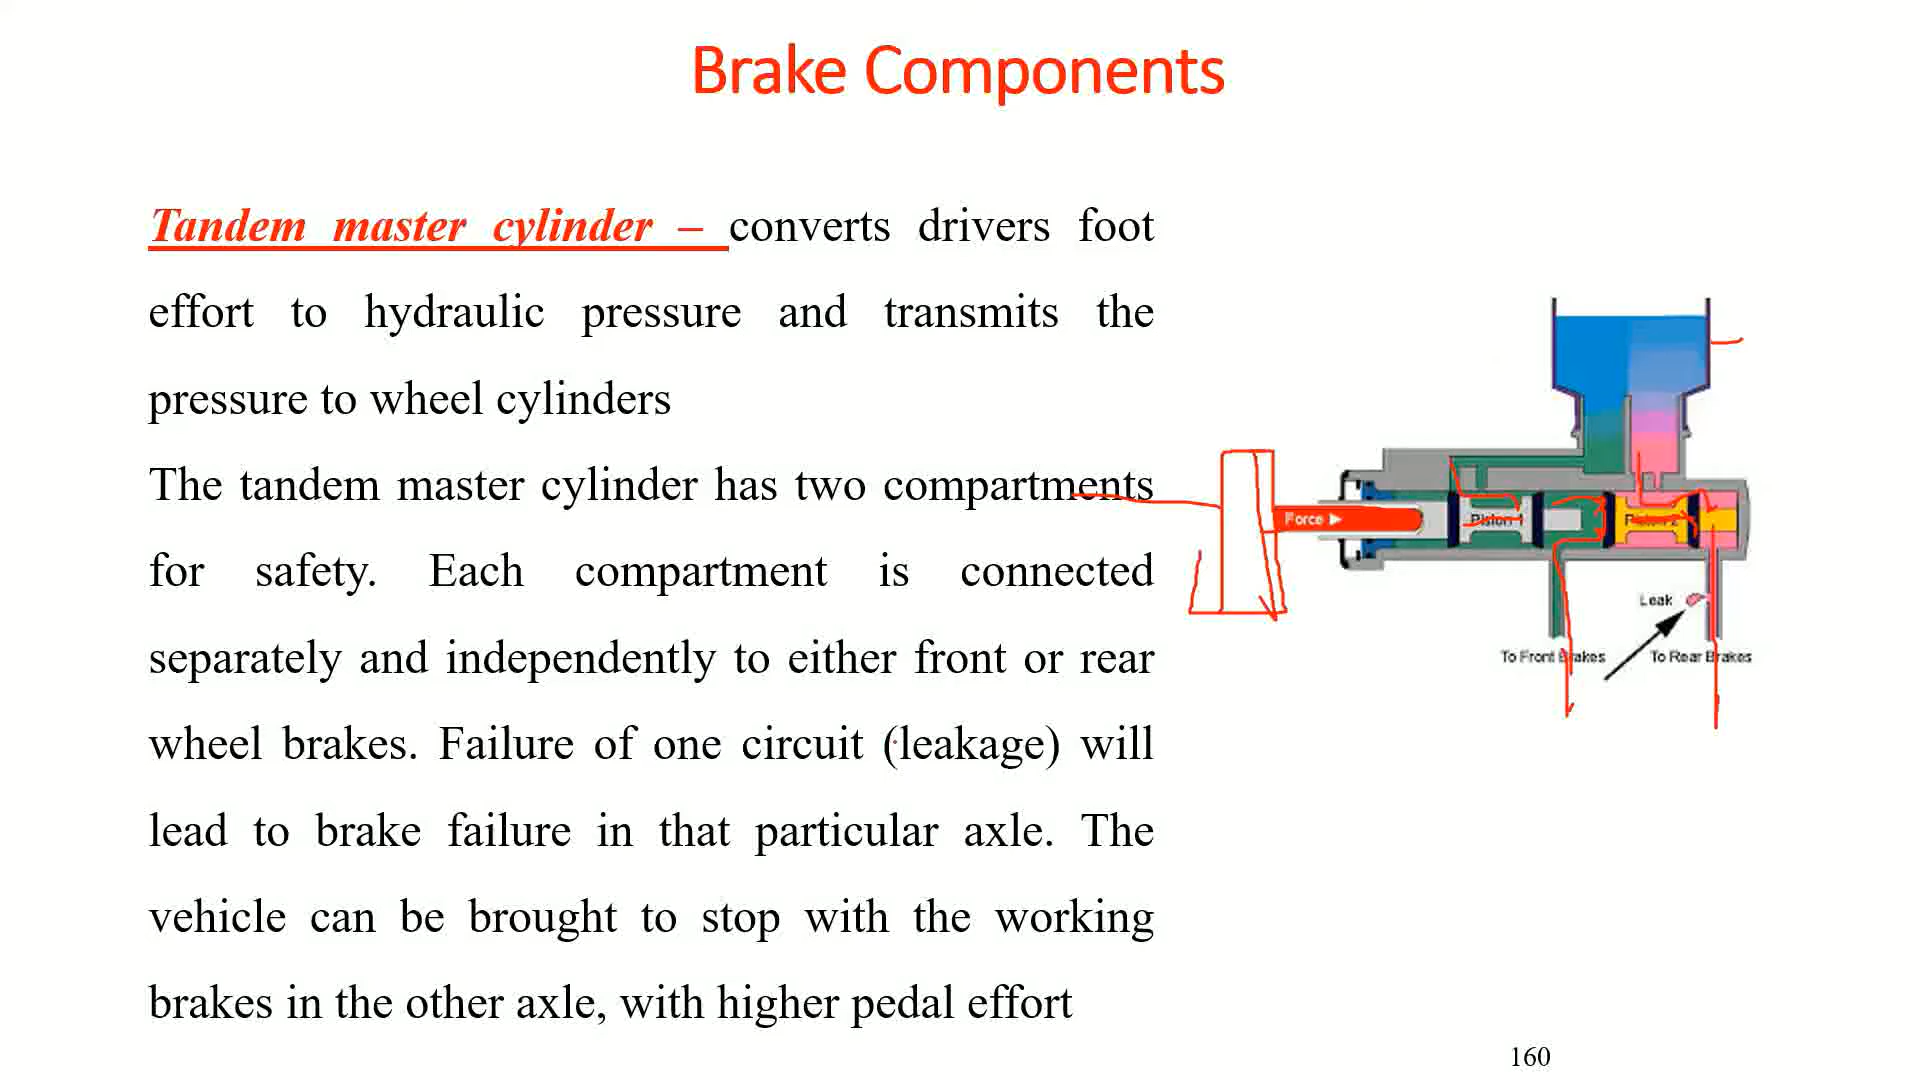 Brake Components
Tandem master cylinder – converts drivers foot
effort to hydraulic pressure and transmits the
pressure to wheel cylinders
The tandem master cylinder has two compartments
for safety. Each compartment is connected
separately and independently to either front or rear
wheel brakes. Failure of one circuit (leakage) will
lead to brake failure in that particular axle. The
vehicle can be brought to stop with the working
brakes in the other axle, with higher pedal effort
Force
Piston 1
Piston 2
Leak
To Front Brakes
To Rear Brakes
160